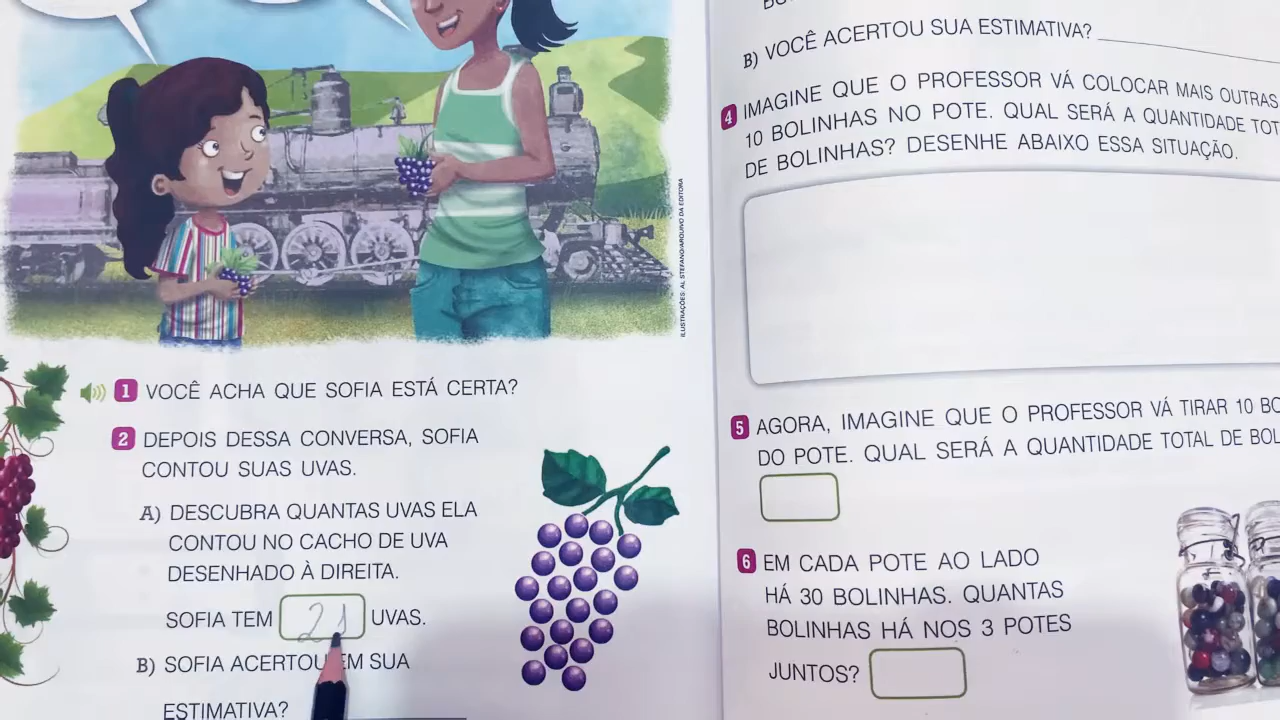 ILUSTRAÇÕES: AL STEFANO/ARQUIVO DA EDITORA
1 VOCÊ ACHA QUE SOFIA ESTÁ CERTA?
2 DEPOIS DESSA CONVERSA, SOFIA
CONTOU SUAS UVAS.
A) DESCUBRA QUANTAS UVAS ELA
CONTOU NO CACHO DE UVA
DESENHADO À DIREITA.
SOFIA TEM 21 UVAS.
B) SOFIA ACERTOU EM SUA
ESTIMATIVA?
B) VOCÊ ACERTOU SUA ESTIMATIVA?
4 IMAGINE QUE O PROFESSOR VÁ COLOCAR MAIS OUTRAS
10 BOLINHAS NO POTE. QUAL SERÁ A QUANTIDADE TOT
DE BOLINHAS? DESENHE ABAIXO ESSA SITUAÇÃO.
5 AGORA, IMAGINE QUE O PROFESSOR VÁ TIRAR 10 BO
DO POTE. QUAL SERÁ A QUANTIDADE TOTAL DE BOL
6 EM CADA POTE AO LADO
HÁ 30 BOLINHAS. QUANTAS
BOLINHAS HÁ NOS 3 POTES
JUNTOS?